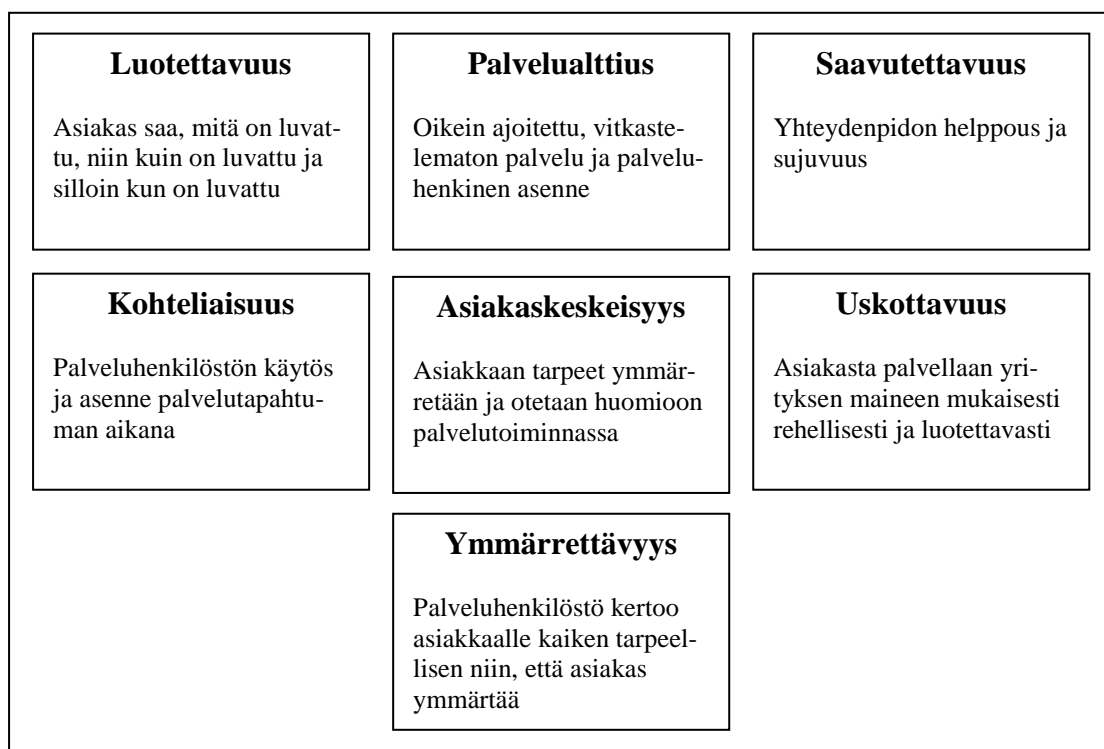 Luotettavuus
Asiakas saa, mitä on luvat-
tu, niin kuin on luvattu ja
silloin kun on luvattu
Palvelualttius
Oikein ajoitettu, vitkaste-
lematon palvelu ja palvelu-
henkinen asenne
Saavutettavuus
Yhteydenpidon helppous ja
sujuvuus
Kohteliaisuus
Palveluhenkilöstön käytös
ja asenne palvelutapahtu-
man aikana
Asiakaskeskeisyys
Asiakkaan tarpeet ymmär-
retään ja otetaan huomioon
palvelutoiminnassa
Uskottavuus
Asiakasta palvellaan yri-
tyksen maineen mukaisesti
rehellisesti ja luotettavasti
Ymmärrettävyys
Palveluhenkilöstö kertoo
asiakkaalle kaiken tarpeel-
lisen niin, että asiakas
ymmärtää